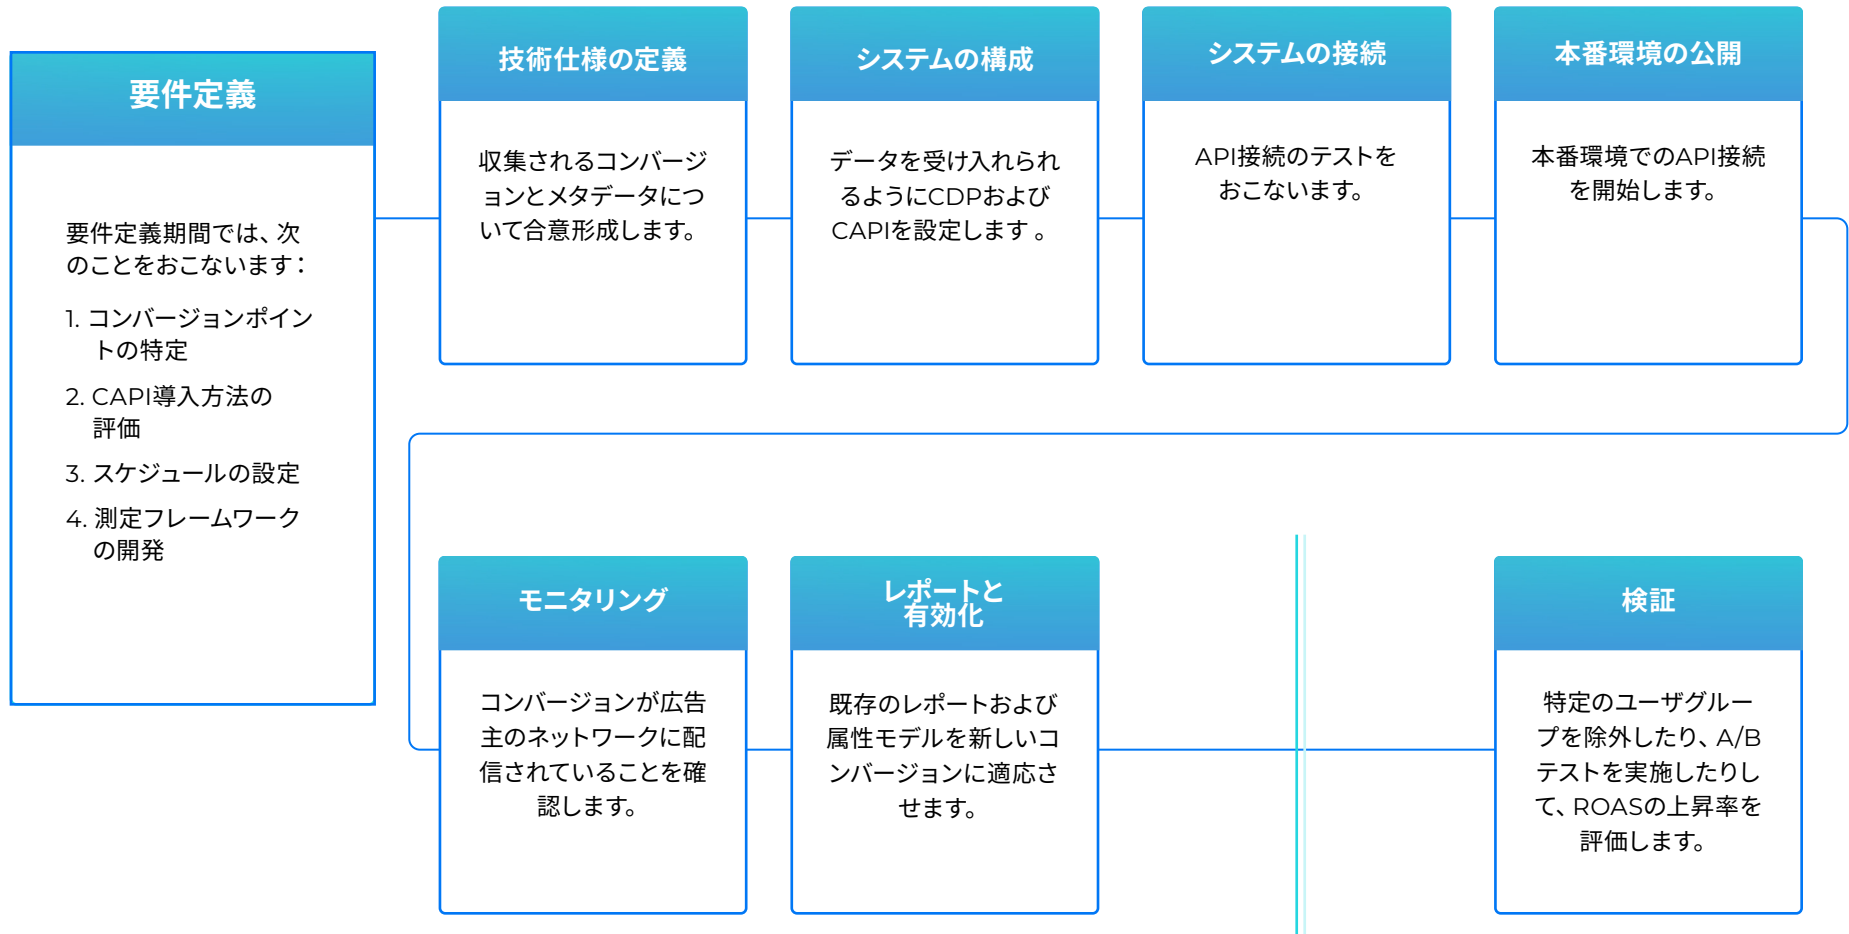 要件定義
要件定義期間では、次
のことをおこないます：
1. コンバージョンポイン
トの特定
2. CAPI導入方法の
評価
3. スケジュールの設定
4. 測定フレームワーク
の開発
技術仕様の定義
収集されるコンバージ
ョンとメタデータにつ
いて合意形成します。
システムの構成
データを受け入れられ
るようにCDPおよび
CAPIを設定します 。
システムの接続
API接続のテストを
おこないます。
本番環境の公開
本番環境でのAPI接続
を開始します。
モニタリング
コンバージョンが広告
主のネットワークに配
信されていることを確
認します。
レポートと
有効化
既存のレポートおよび
属性モデルを新しいコ
ンバージョンに適応さ
せます。
検証
特定のユーザグルー
プを除外したり、A/B
テストを実施したりし
て、ROASの上昇率を
評価します。